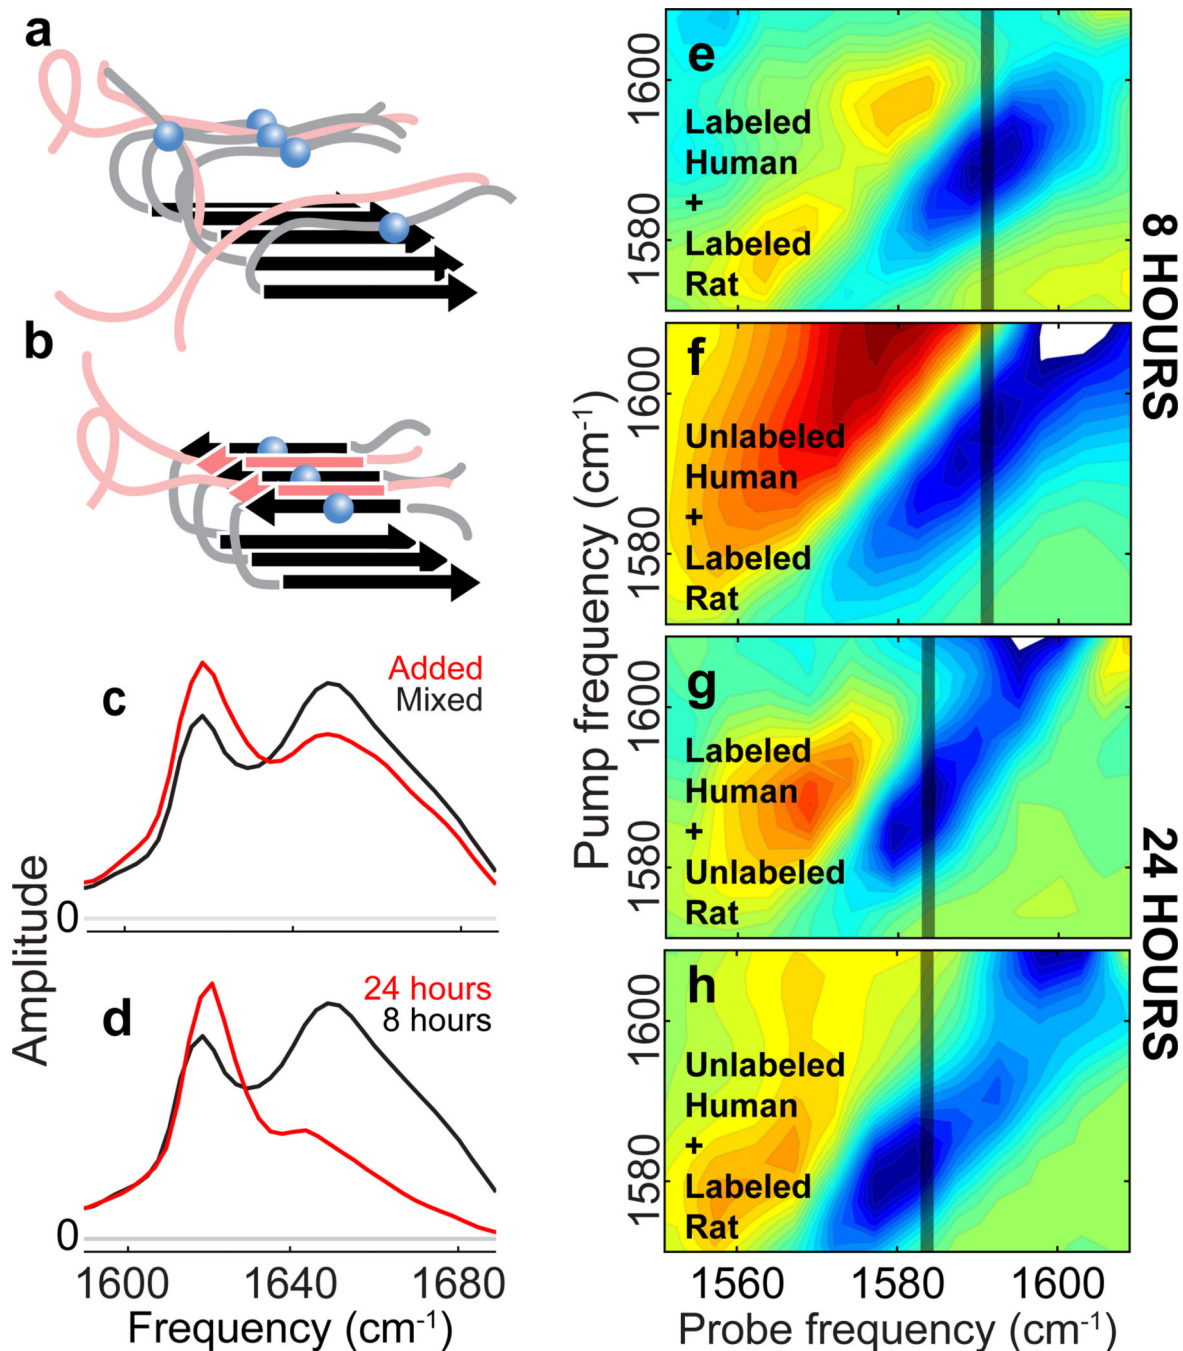 a
b
Added
Mixed
c
0
24 hours
8 hours
d
0
Amplitude
1600 1640 1680
Frequency (cm⁻¹)
e
Labeled
Human
+
Labeled
Rat
1600
1580
f
Unlabeled
Human
+
Labeled
Rat
1600
1580
8 HOURS
g
Labeled
Human
+
Unlabeled
Rat
1600
1580
h
Unlabeled
Human
+
Labeled
Rat
1600
1580
24 HOURS
Pump frequency (cm⁻¹)
1560 1580 1600
Probe frequency (cm⁻¹)